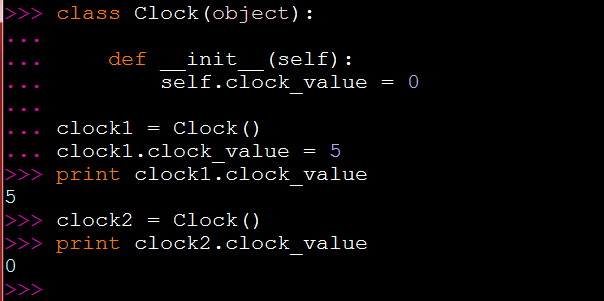 >>> class Clock(object):
...
...     def __init__(self):
...         self.clock_value = 0
...
... clock1 = Clock()
... clock1.clock_value = 5
>>> print clock1.clock_value
5
>>> clock2 = Clock()
>>> print clock2.clock_value
0
>>>